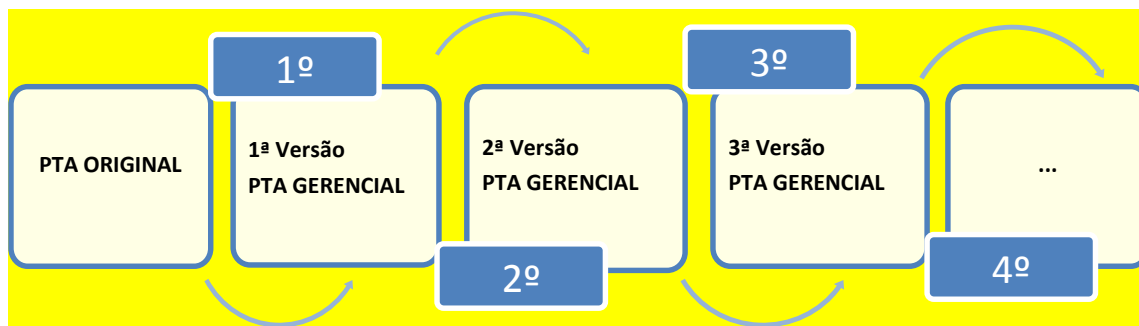 1º
3º
PTA ORIGINAL
1ª Versão
PTA GERENCIAL
2ª Versão
PTA GERENCIAL
3ª Versão
PTA GERENCIAL
...
2º
4º